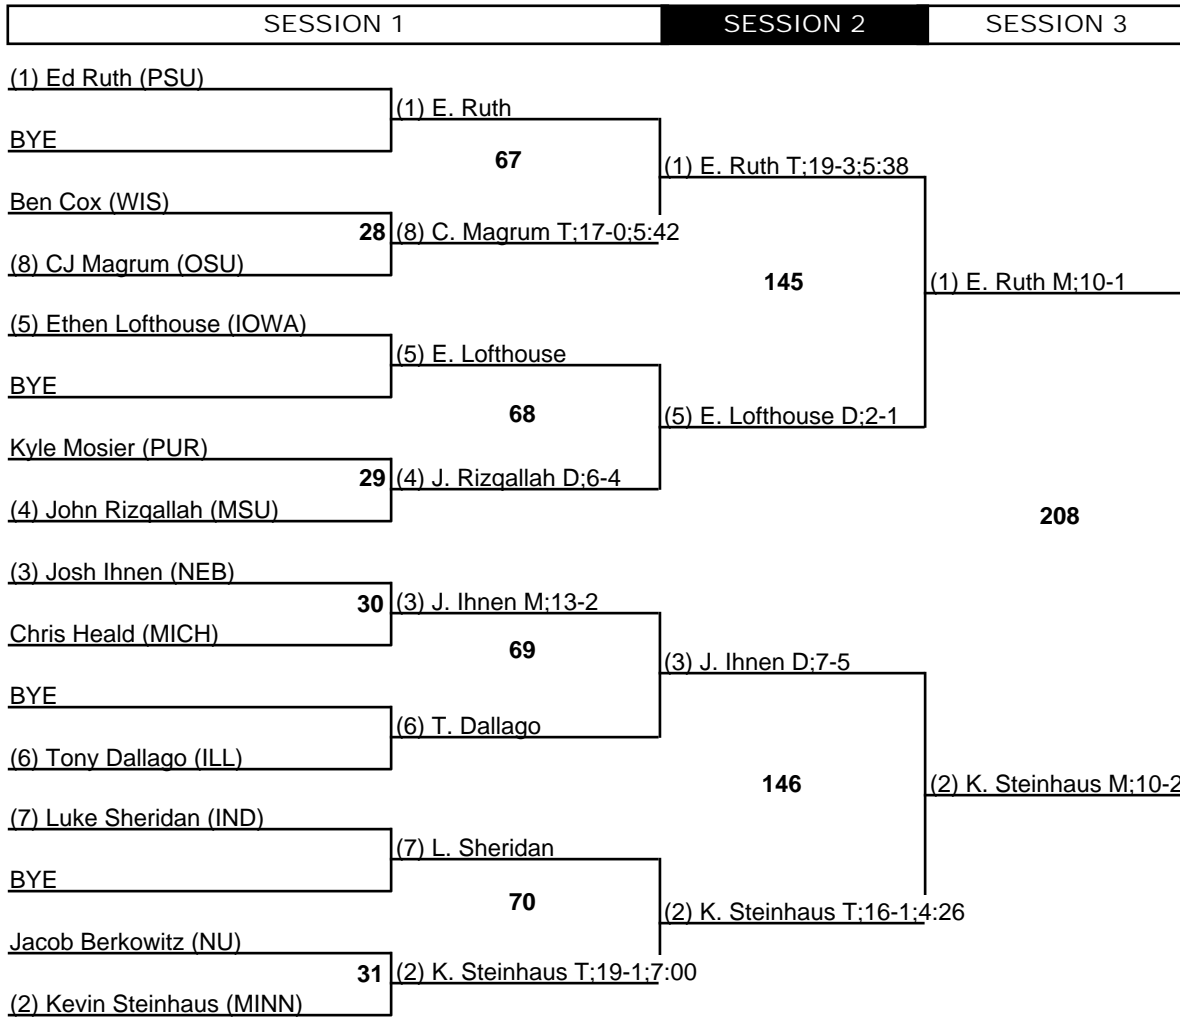 SESSION 1
SESSION 2
SESSION 3
(1) Ed Ruth (PSU)
BYE
Ben Cox (WIS)
(8) CJ Magrum (OSU)
(5) Ethen Lofthouse (IOWA)
BYE
Kyle Mosier (PUR)
(4) John Rizqallah (MSU)
(3) Josh Ihnen (NEB)
Chris Heald (MICH)
BYE
(6) Tony Dallago (ILL)
(7) Luke Sheridan (IND)
BYE
Jacob Berkowitz (NU)
(2) Kevin Steinhaus (MINN)
(1) E. Ruth
67
28 (8) C. Magrum T;17-0;5:42
(5) E. Lofthouse
68
29 (4) J. Rizqallah D;6-4
30 (3) J. Ihnen M;13-2
69
(6) T. Dallago
(7) L. Sheridan
70
31 (2) K. Steinhaus T;19-1;7:00
(1) E. Ruth T;19-3;5:38
145
(5) E. Lofthouse D;2-1
(3) J. Ihnen D;7-5
146
(2) K. Steinhaus T;16-1;4:26
(1) E. Ruth M;10-1
208
(2) K. Steinhaus M;10-2